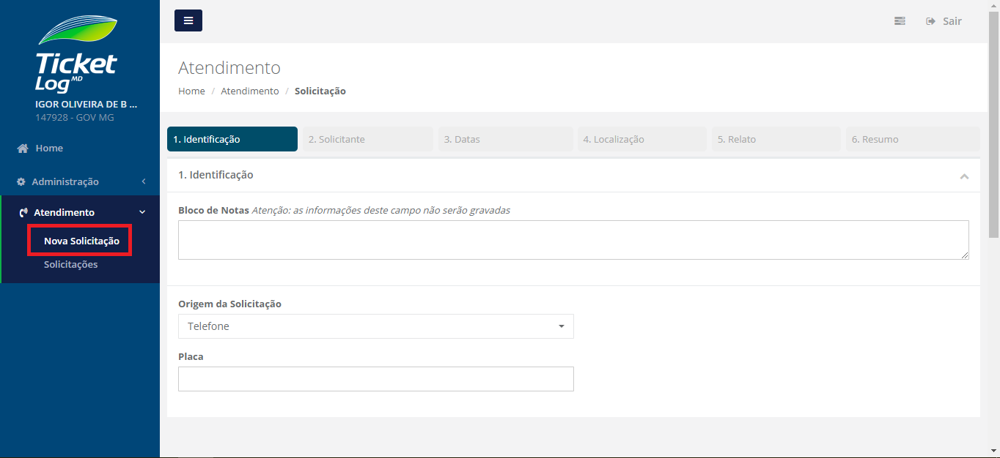 Ticket
Log MD
IGOR OLIVEIRA DE B ...
147928 - GOV MG
Home
Administração
Atendimento
Nova Solicitação
Solicitações
Sair
Atendimento
Home / Atendimento / Solicitação
1. Identificação
2. Solicitante
3. Datas
4. Localização
5. Relato
6. Resumo
1. Identificação
Bloco de Notas Atenção: as informações deste campo não serão gravadas
Origem da Solicitação
Telefone
Placa